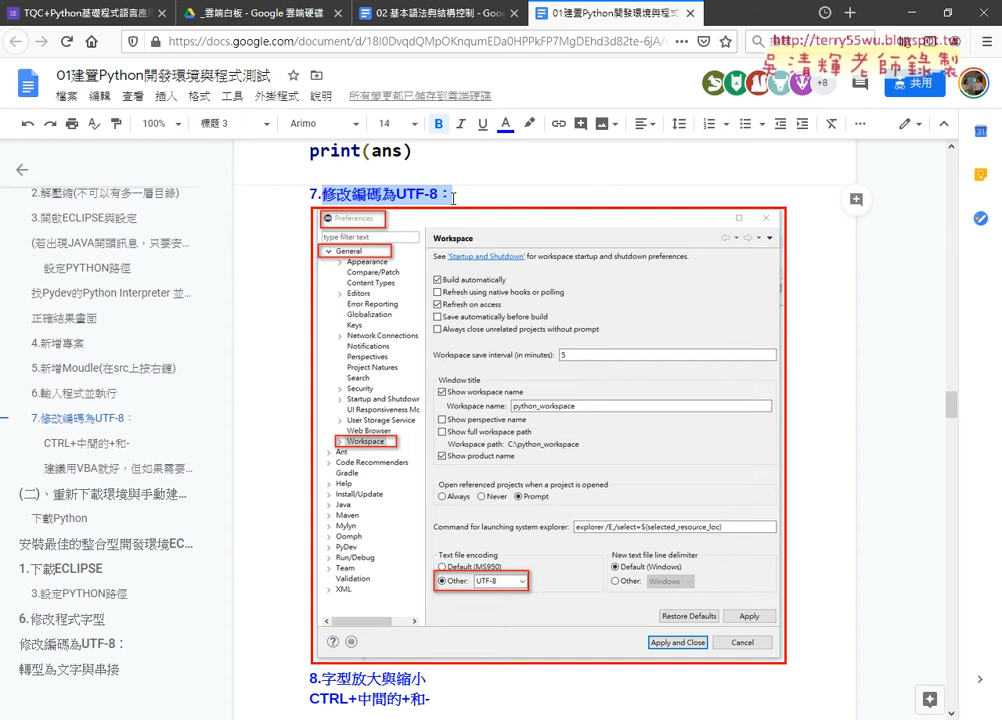 TQC+Python基礎程式語言應用
_雲端白板 - Google 雲端硬碟
02 基本語法與結構控制 - Goo
01建置Python開發環境與程式
https://docs.google.com/document/d/18I0DvqdQMpOKnqumEDa0HPPkFP7MgDEhd3d82te-6jA/
http://terry55wu.blogspot.tw
吳清輝老師錄製
01建置Python開發環境與程式測試
檔案 編輯 查看 插入 格式 工具 外掛程式 說明 所有變更都已儲存到雲端硬碟
+8
共用
100% 標題 3 Arimo 14 B I U A
print(ans)
7.修改編碼為UTF-8：
2.解壓縮(不可以有多一層目錄)
3.開啟ECLIPSE與設定
(若出現JAVA開頭訊息，只要安...
設定PYTHON路徑
找Pydev的Python Interpreter 並...
正確結果畫面
4.新增專案
5.新增Moudle(在src上按右鍵)
6.輸入程式並執行
7.修改編碼為UTF-8：
CTRL+中間的+和-
建議用VBA就好，但如果需要...
(二)、重新下載環境與手動建...
下載Python
安裝最佳的整合型開發環境EC...
1.下載ECLIPSE
3.設定PYTHON路徑
6.修改程式字型
修改編碼為UTF-8：
轉型為文字與串接
Preferences
type filter text
General
Appearance
Compare/Patch
Content Types
Editors
Error Reporting
Globalization
Keys
Network Connections
Notifications
Perspectives
Project Natures
Search
Security
Startup and Shutdown
UI Responsiveness Mc
User Storage Service
Web Browser
Workspace
Ant
Code Recommenders
Gradle
Help
Install/Update
Java
Maven
Mylyn
Oomph
PyDev
Run/Debug
Team
Validation
XML
Workspace
See 'Startup and Shutdown' for workspace startup and shutdown preferences.
Build automatically
Refresh using native hooks or polling
Refresh on access
Save automatically before build
Always close unrelated projects without prompt
Workspace save interval (in minutes): 5
Window title
Show workspace name
Workspace name: python_workspace
Show perspective name
Show full workspace path
Workspace path: C:\python_workspace
Show product name
Open referenced projects when a project is opened
Always Never Prompt
Command for launching system explorer: explorer /E,/select=${selected_resource_loc}
Text file encoding
Default (MS950)
Other: UTF-8
New text file line delimiter
Default (Windows)
Other: Windows
Restore Defaults Apply
Apply and Close Cancel
8.字型放大與縮小
CTRL+中間的+和-